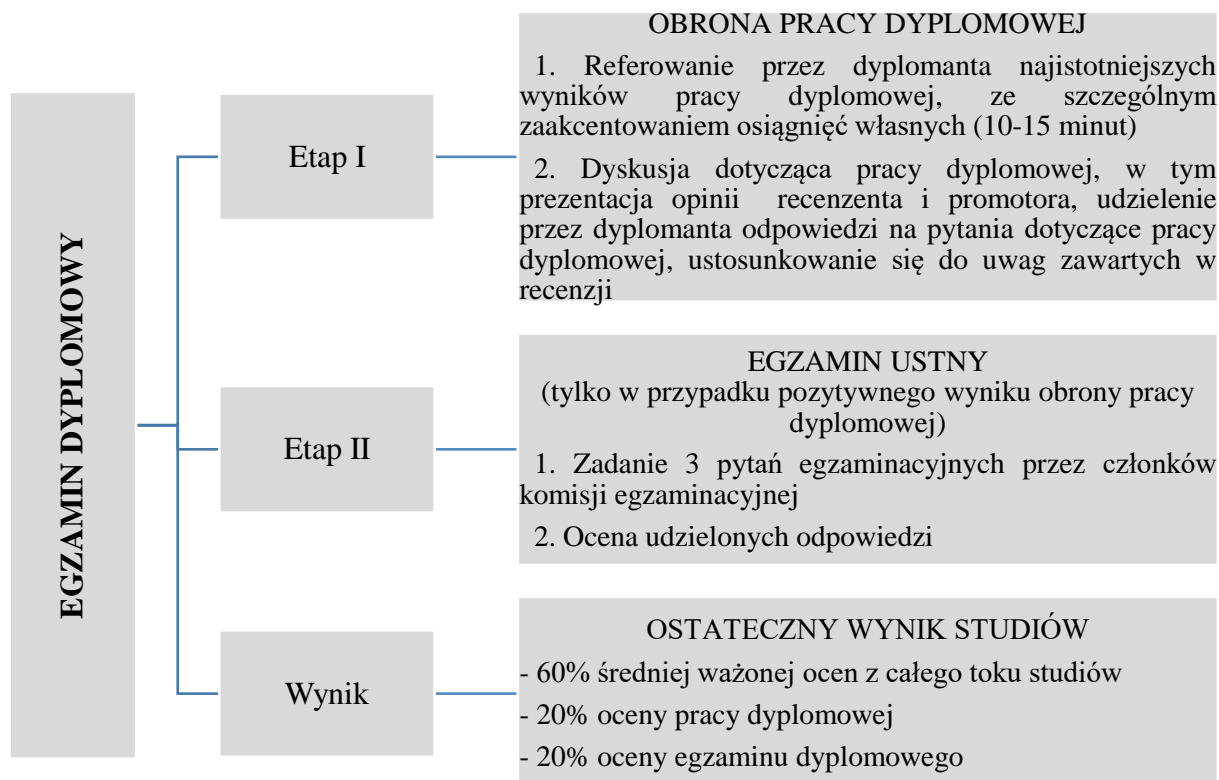 EGZAMIN DYPLOMOWY
Etap I
OBRONA PRACY DYPLOMOWEJ
1. Referowanie przez dyplomanta najistotniejszych
wyników pracy dyplomowej, ze szczególnym
zaakcentowaniem osiągnięć własnych (10-15 minut)
2. Dyskusja dotycząca pracy dyplomowej, w tym
prezentacja opinii recenzenta i promotora, udzielenie
przez dyplomanta odpowiedzi na pytania dotyczące pracy
dyplomowej, ustosunkowanie się do uwag zawartych w
recenzji
Etap II
EGZAMIN USTNY
(tylko w przypadku pozytywnego wyniku obrony pracy
dyplomowej)
1. Zadanie 3 pytań egzaminacyjnych przez członków
komisji egzaminacyjnej
2. Ocena udzielonych odpowiedzi
Wynik
OSTATECZNY WYNIK STUDIÓW
- 60% średniej ważonej ocen z całego toku studiów
- 20% oceny pracy dyplomowej
- 20% oceny egzaminu dyplomowego